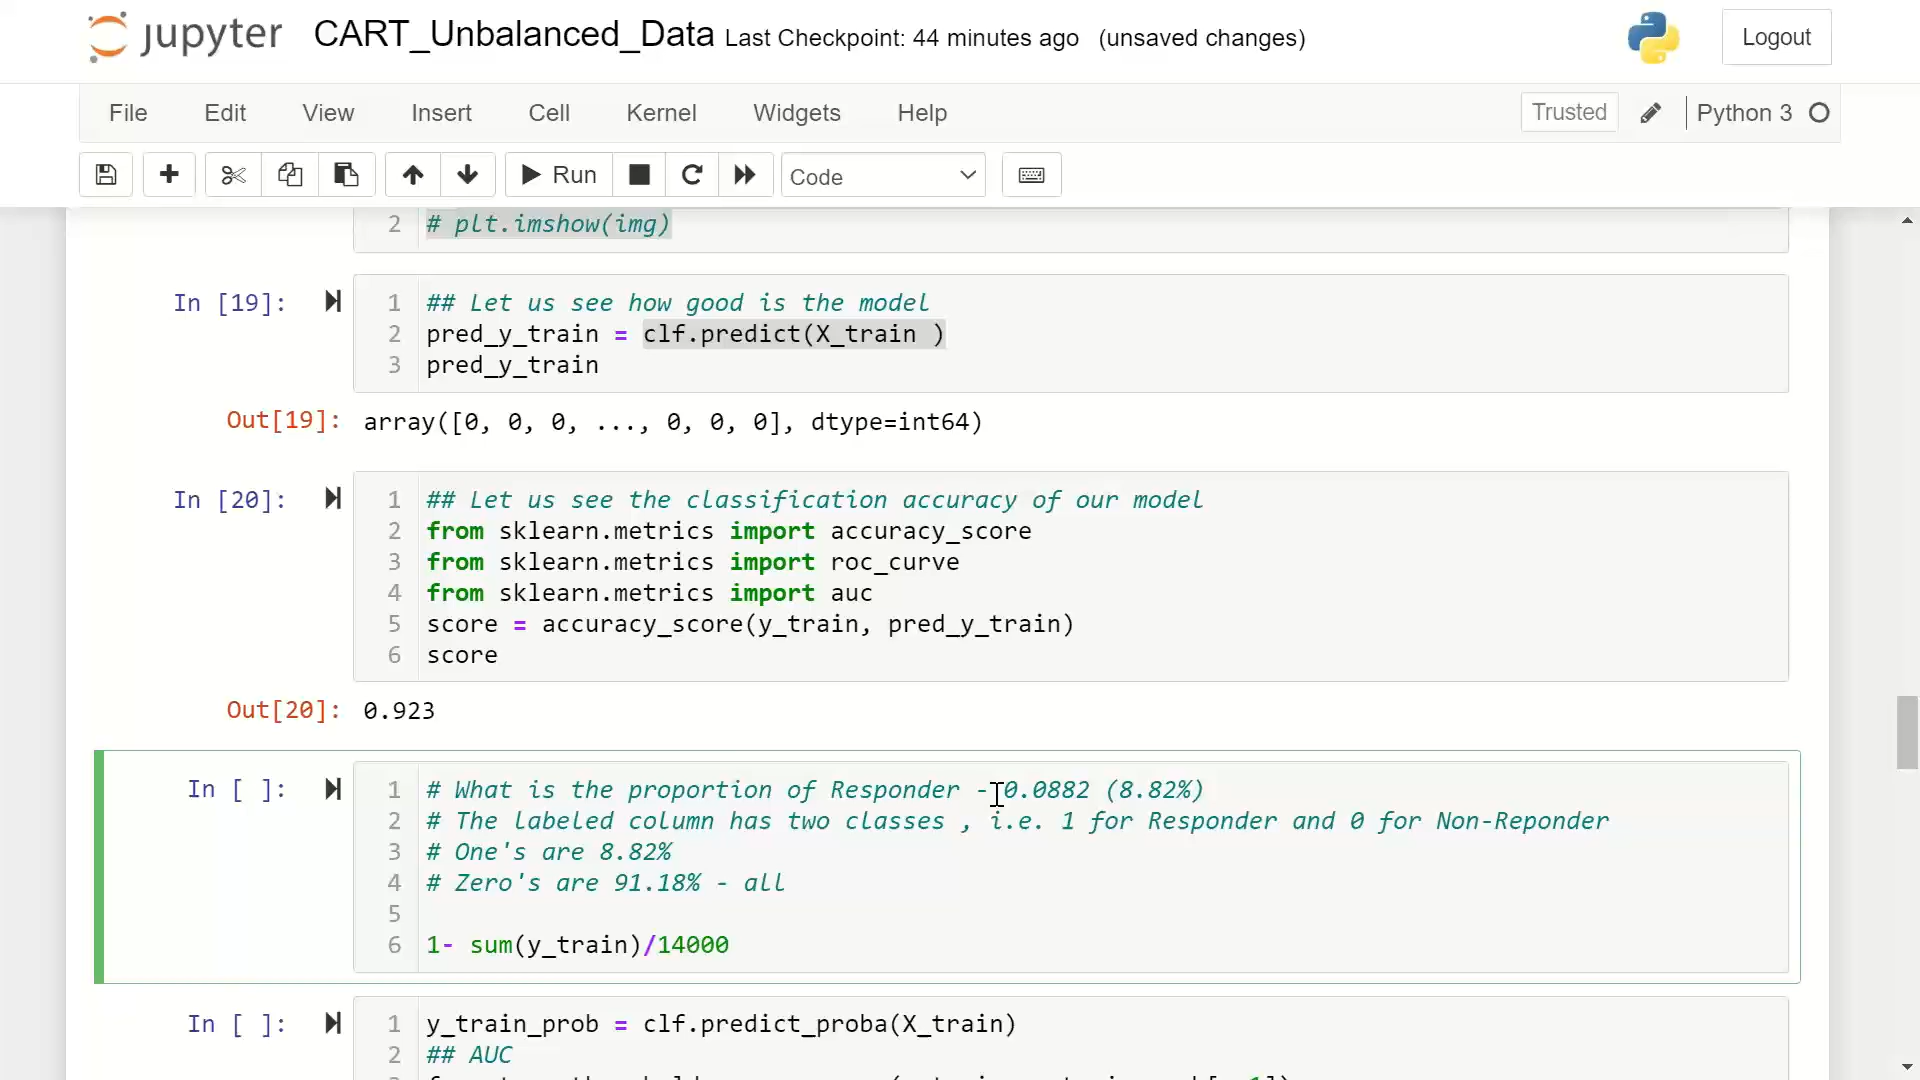 jupyter CART_Unbalanced_Data Last Checkpoint: 44 minutes ago (unsaved changes) Logout
File Edit View Insert Cell Kernel Widgets Help Trusted Python 3
Run Code
2 # plt.imshow(img)
In [19]: 1 ## Let us see how good is the model
2 pred_y_train = clf.predict(X_train )
3 pred_y_train
Out[19]: array([0, 0, 0, ..., 0, 0, 0], dtype=int64)
In [20]: 1 ## Let us see the classification accuracy of our model
2 from sklearn.metrics import accuracy_score
3 from sklearn.metrics import roc_curve
4 from sklearn.metrics import auc
5 score = accuracy_score(y_train, pred_y_train)
6 score
Out[20]: 0.923
In [ ]: 1 # What is the proportion of Responder - 0.0882 (8.82%)
2 # The labeled column has two classes , i.e. 1 for Responder and 0 for Non-Reponder
3 # One's are 8.82%
4 # Zero's are 91.18% - all
5
6 1- sum(y_train)/14000
In [ ]: 1 y_train_prob = clf.predict_proba(X_train)
2 ## AUC